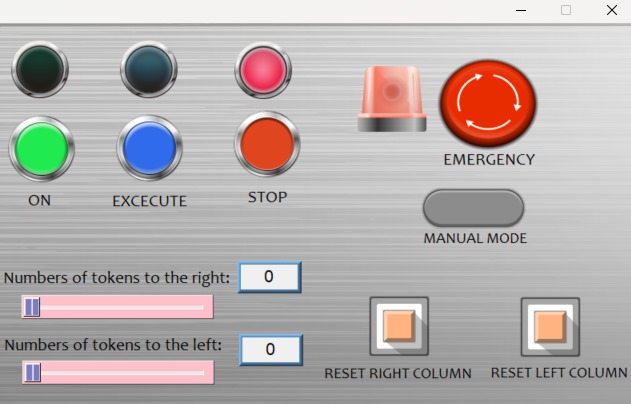 ON
EXCECUTE
STOP
EMERGENCY
MANUAL MODE
Numbers of tokens to the right:
0
Numbers of tokens to the left:
0
RESET RIGHT COLUMN
RESET LEFT COLUMN